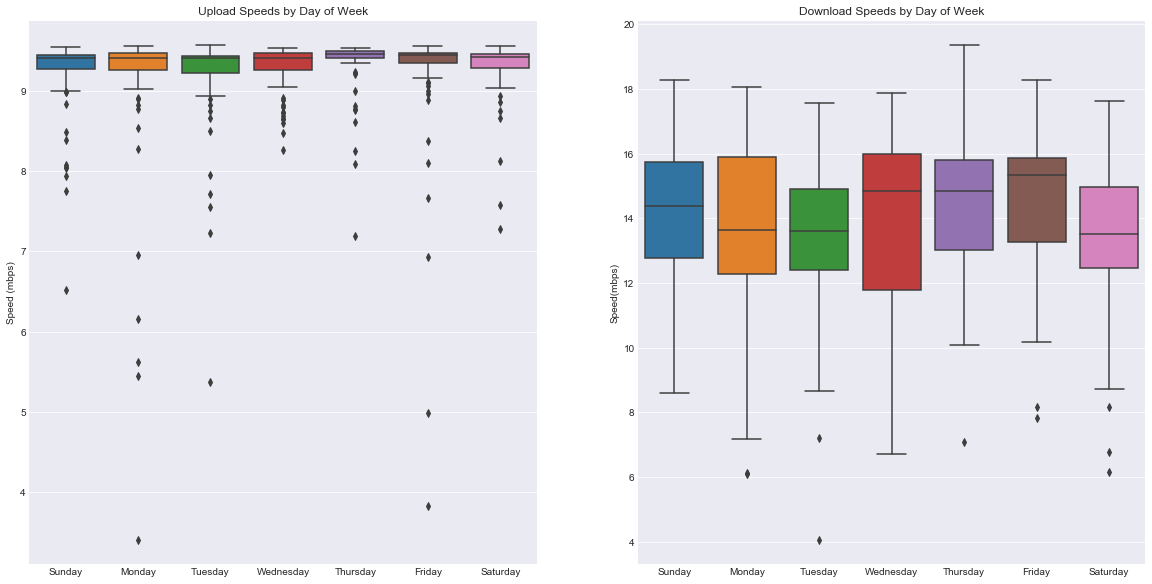 Upload Speeds by Day of Week
Speed (mbps)
9
8
7
6
5
4
Sunday Monday Tuesday Wednesday Thursday Friday Saturday
Download Speeds by Day of Week
Speed(mbps)
20
18
16
14
12
10
8
6
4
Sunday Monday Tuesday Wednesday Thursday Friday Saturday